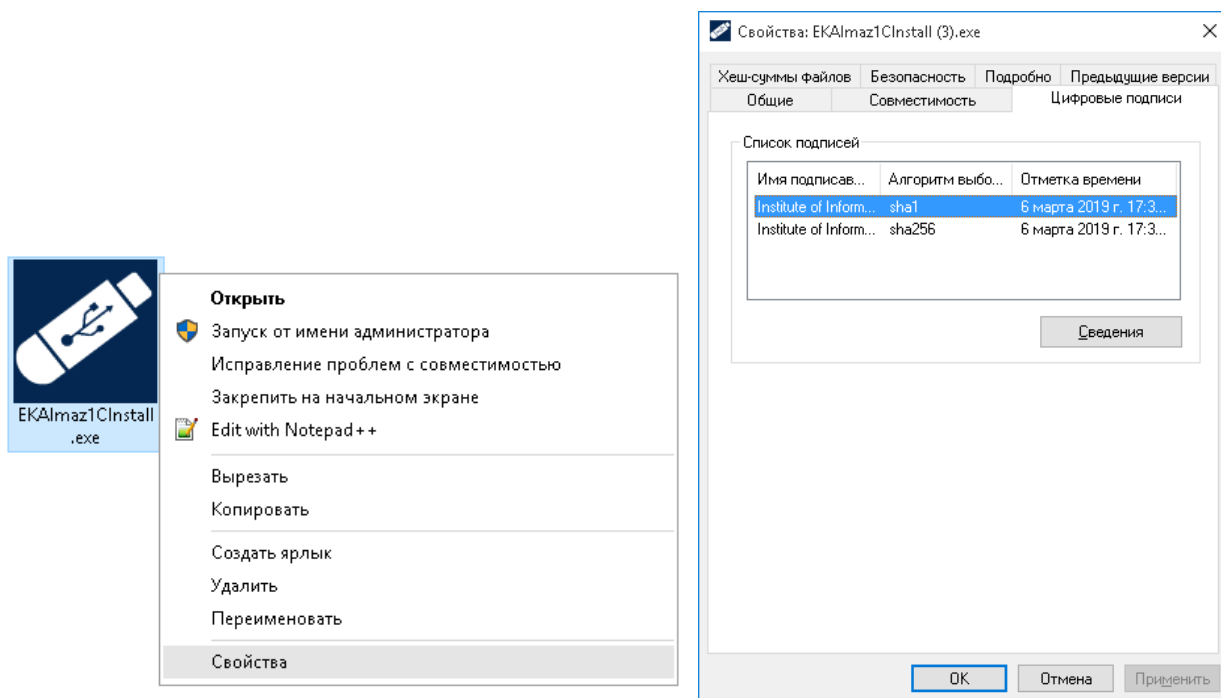 EKAlmaz1CInstall
.exe
Открыть
Запуск от имени администратора
Исправление проблем с совместимостью
Закрепить на начальном экране
Edit with Notepad++
Вырезать
Копировать
Создать ярлык
Удалить
Переименовать
Свойства
Свойства: EKAlmaz1CInstall (3).exe
Хеш-суммы файлов Безопасность Подробно Предыдущие версии
Общие Совместимость Цифровые подписи
Список подписей
Имя подписав... Алгоритм выбо... Отметка времени
Institute of Inform... sha1 6 марта 2019 г. 17:3...
Institute of Inform... sha256 6 марта 2019 г. 17:3...
Сведения
OK Отмена Применить